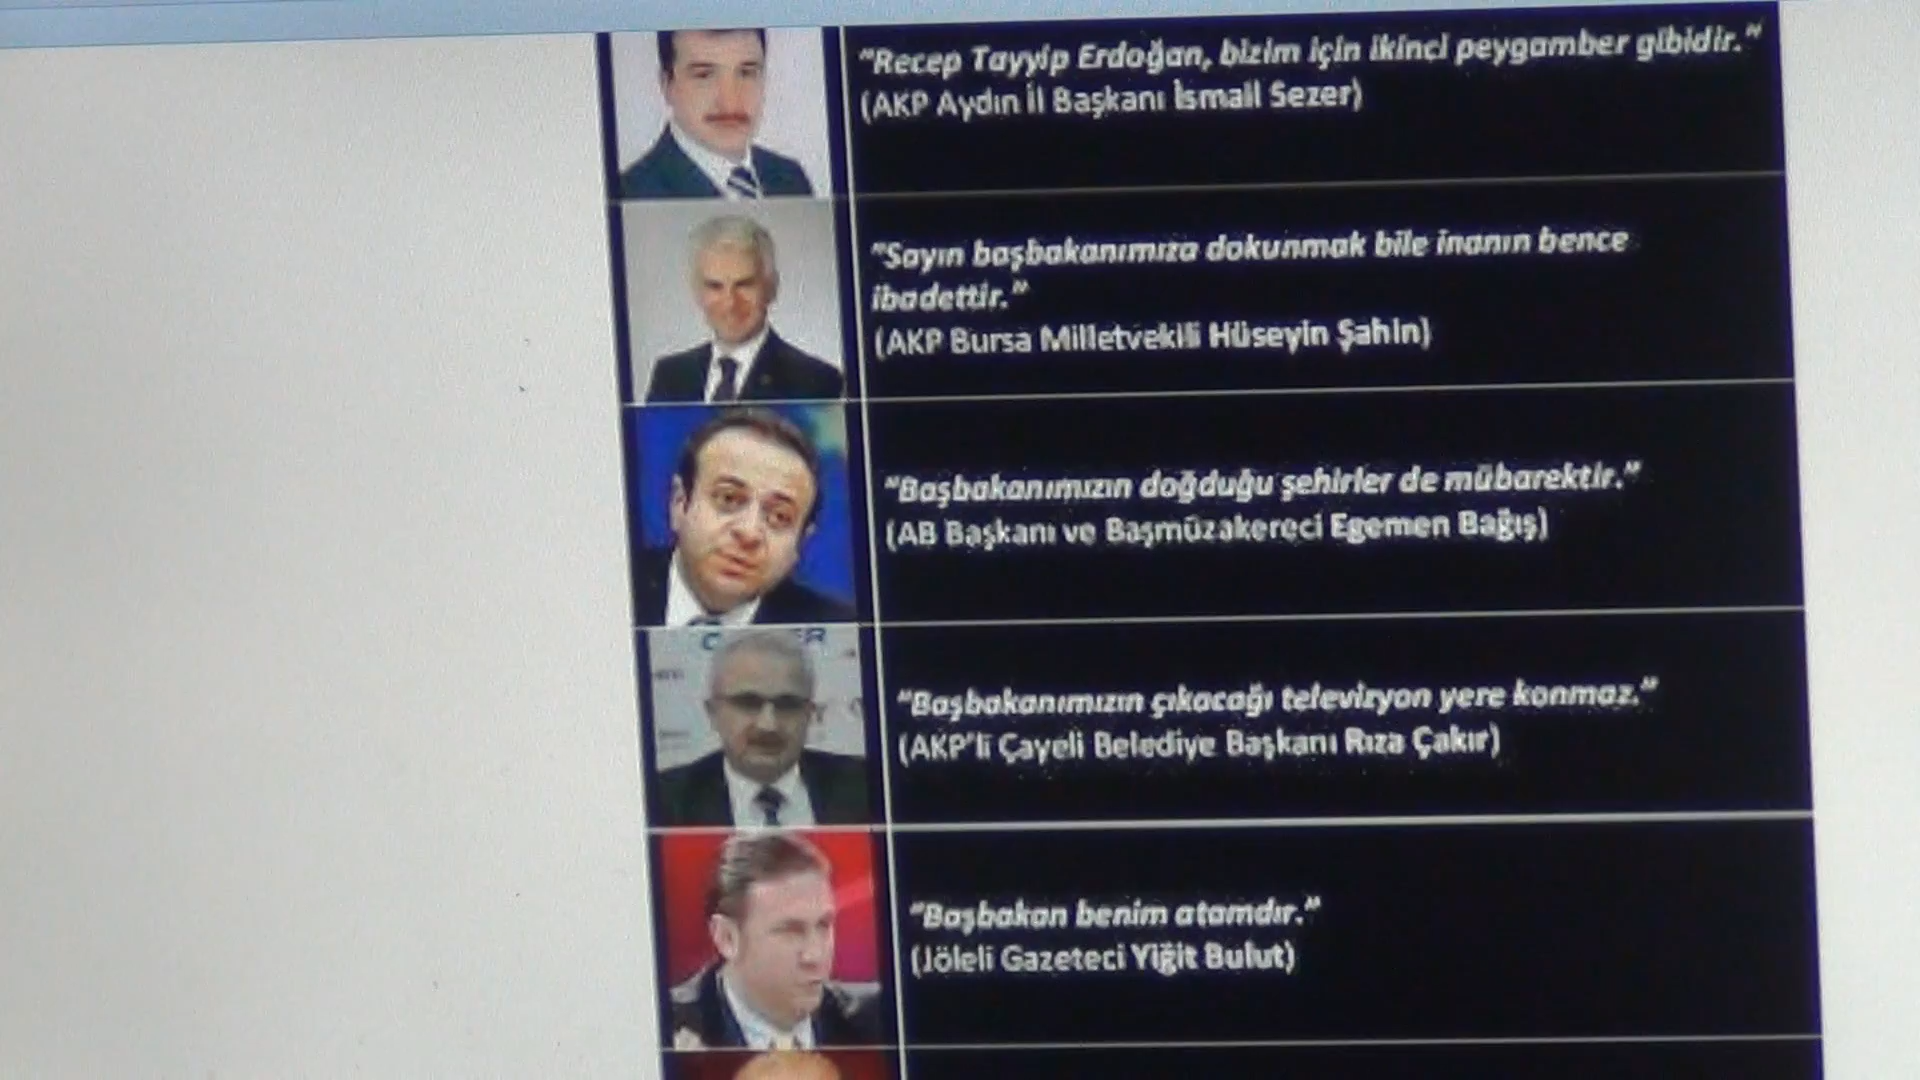 "Recep Tayyip Erdoğan, bizim için ikinci peygamber gibidir."
(AKP Aydın İl Başkanı İsmail Sezer)
"Sayın başbakanımıza dokunmak bile inanın bence
ibadettir."
(AKP Bursa Milletvekili Hüseyin Şahin)
"Başbakanımızın doğduğu şehirler de mübarektir."
(AB Başkanı ve Başmüzakereci Egemen Bağış)
"Başbakanımızın çıkacağı televizyon yere konmaz."
(AKP'li Çayeli Belediye Başkanı Rıza Çakır)
"Başbakan benim atamdır."
(Jöleli Gazeteci Yiğit Bulut)